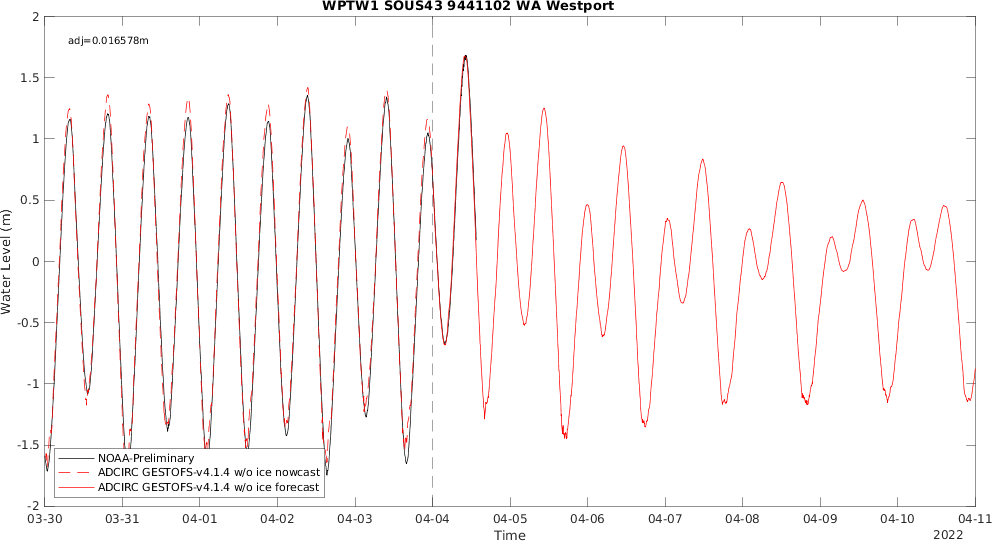 WPTW1 SOUS43 9441102 WA Westport
adj=0.016578m
2
1.5
1
0.5
0
-0.5
-1
-1.5
-2
Water Level (m)
NOAA-Preliminary
ADCIRC GESTOFS-v4.1.4 w/o ice nowcast
ADCIRC GESTOFS-v4.1.4 w/o ice forecast
03-30 03-31 04-01 04-02 04-03 04-04 04-05 04-06 04-07 04-08 04-09 04-10 04-11
Time
2022